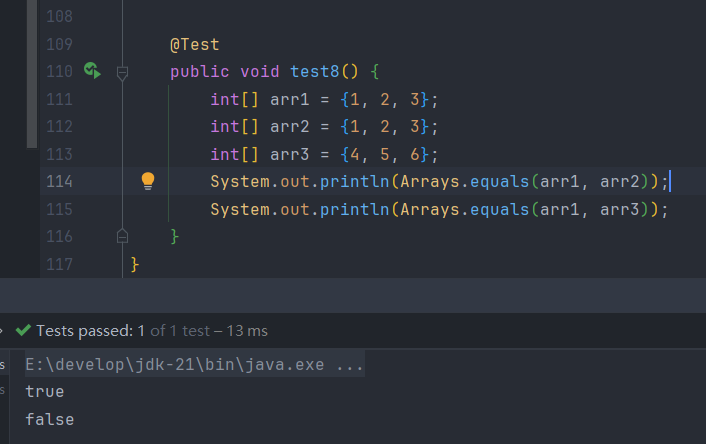 108
109 @Test
110 public void test8() {
111 int[] arr1 = {1, 2, 3};
112 int[] arr2 = {1, 2, 3};
113 int[] arr3 = {4, 5, 6};
114 System.out.println(Arrays.equals(arr1, arr2));
115 System.out.println(Arrays.equals(arr1, arr3));
116 }
117 }
Tests passed: 1 of 1 test – 13 ms
E:\develop\jdk-21\bin\java.exe ...
true
false